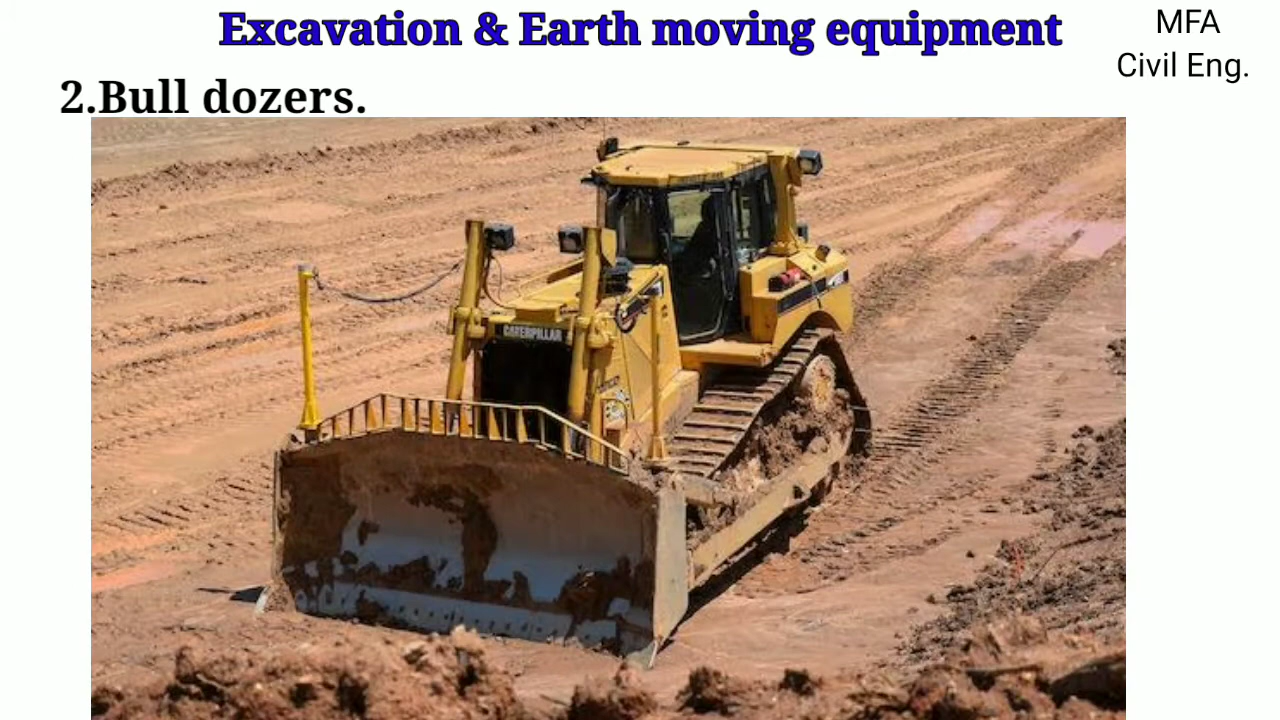 Excavation & Earth moving equipment
MFA
Civil Eng.
2.Bull dozers.
CATERPILLAR